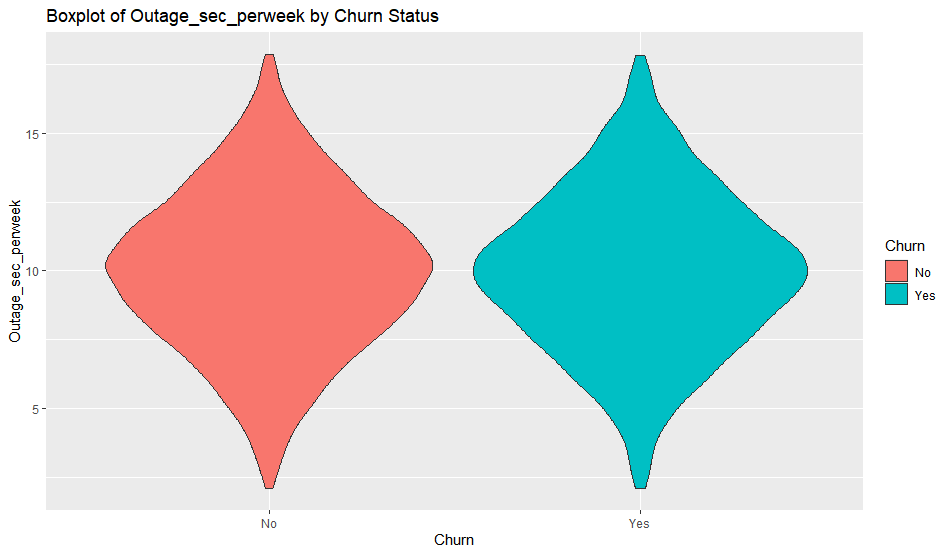 Boxplot of Outage_sec_perweek by Churn Status
Outage_sec_perweek
15
10
5
No
Yes
Churn
Churn
No
Yes